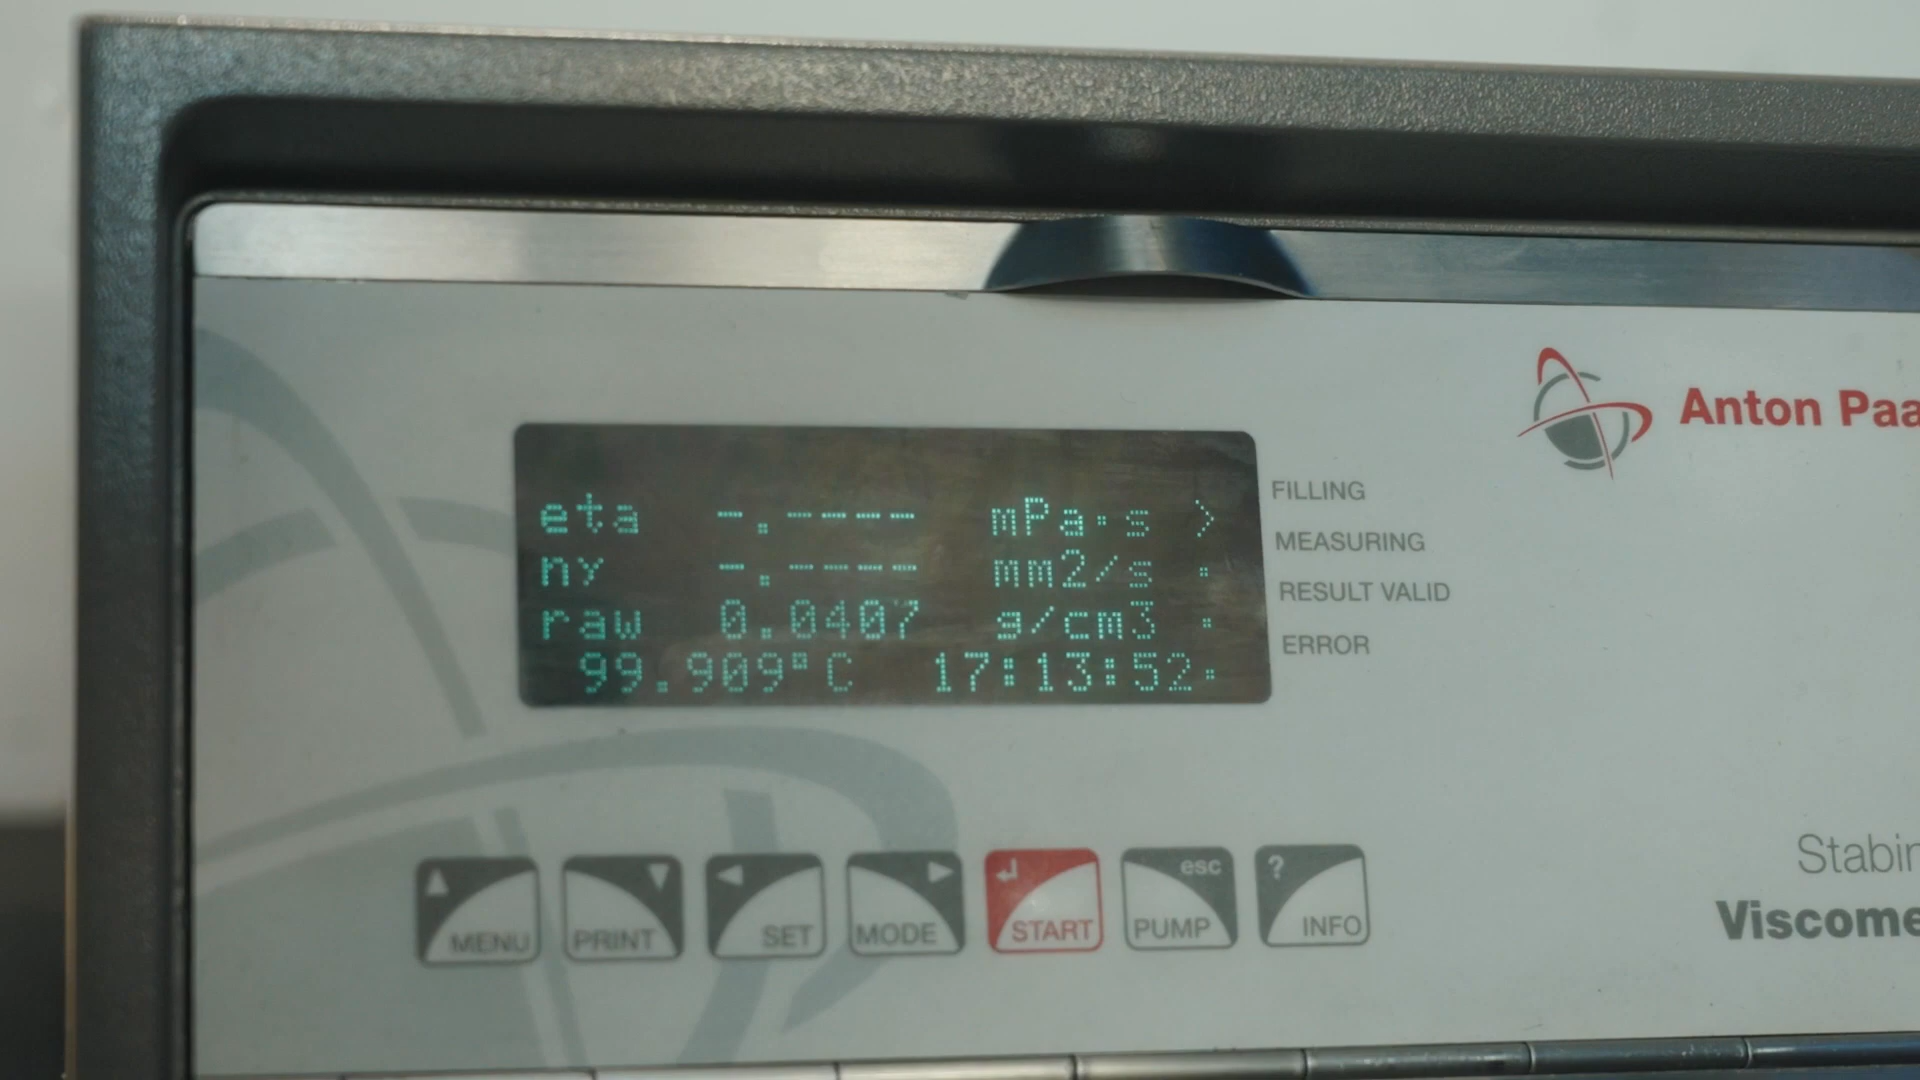 Anton Paa
eta -.---- mPa·s >
ny -.---- mm2/s ·
raw 0.0407 g/cm3 ·
99.909°C 17:13:52·
FILLING
MEASURING
RESULT VALID
ERROR
Stabin
Viscome
MENU PRINT SET MODE START esc PUMP ? INFO